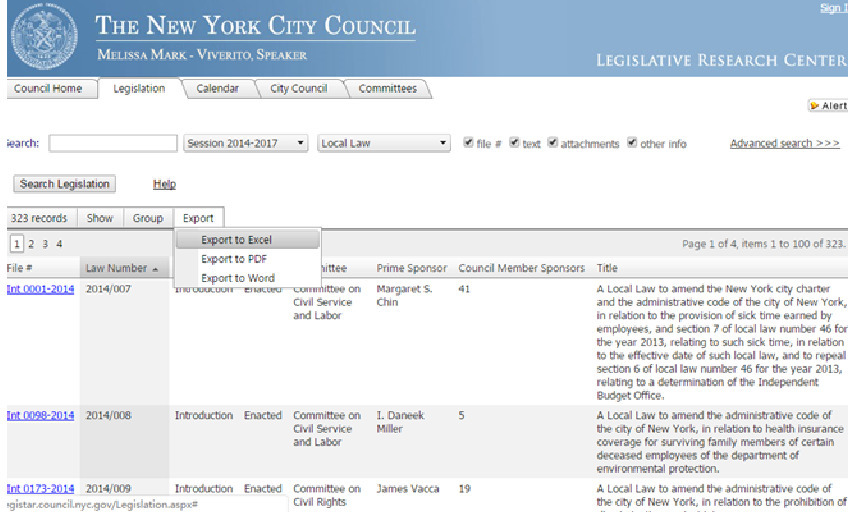 THE NEW YORK CITY COUNCIL
Sign I
MELISSA MARK - VIVERITO, SPEAKER
LEGISLATIVE RESEARCH CENTER
Council Home Legislation Calendar City Council Committees
Alert
Search: Session 2014-2017 Local Law file # text attachments other info Advanced search >>>
Search Legislation Help
323 records Show Group Export
Export to Excel
Export to PDF
Export to Word
1 2 3 4
Page 1 of 4, items 1 to 100 of 323.
File # Law Number mittee Prime Sponsor Council Member Sponsors Title
Int 0001-2014 2014/007 Introduction Enacted Committee on Margaret S. 41 A Local Law to amend the New York city charter
Civil Service Chin and the administrative code of the city of New York,
and Labor in relation to the provision of sick time earned by
employees, and section 7 of local law number 46 for
the year 2013, relating to such sick time, in relation
to the effective date of such local law, and to repeal
section 6 of local law number 46 for the year 2013,
relating to a determination of the Independent
Budget Office.
Int 0098-2014 2014/008 Introduction Enacted Committee on I. Daneek 5 A Local Law to amend the administrative code of
Civil Service Miller the city of New York, in relation to health insurance
and Labor coverage for surviving family members of certain
deceased employees of the department of
environmental protection.
Int 0173-2014 2014/009 Introduction Enacted Committee on James Vacca 19 A Local Law to amend the administrative code of
Civil Rights the city of New York, in relation to the prohibition of
egistar.council.nyc.gov/Legislation.aspx#